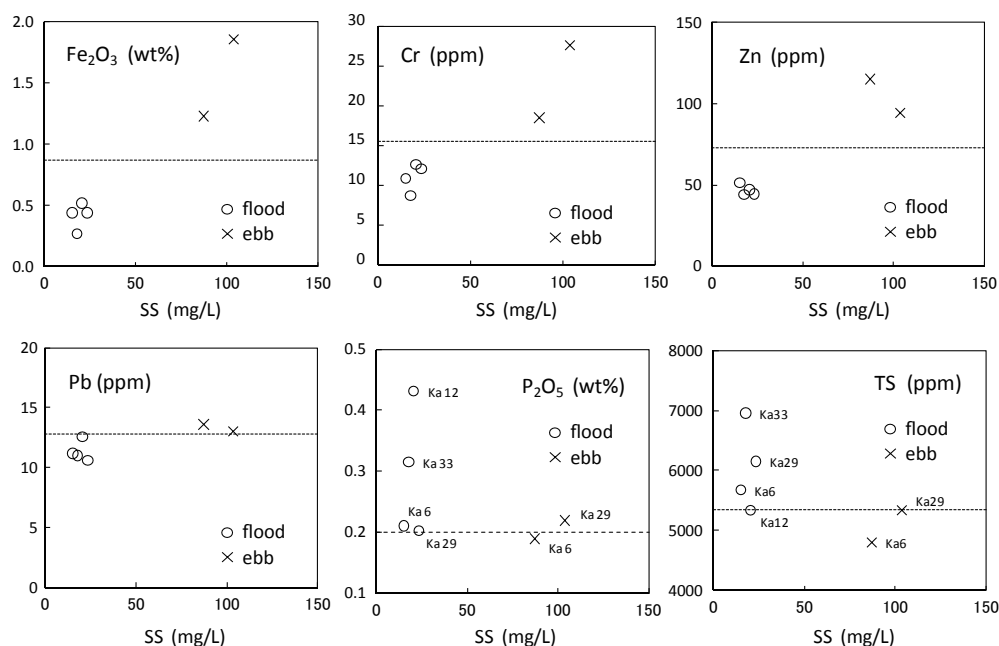 Fe₂O₃ (wt%)
2.0
1.5
1.0
0.5
0.0
flood
ebb
0 50 100 150
SS (mg/L)
Cr (ppm)
30
25
20
15
10
5
0
flood
ebb
0 50 100 150
SS (mg/L)
Zn (ppm)
150
100
50
0
flood
ebb
0 50 100 150
SS (mg/L)
Pb (ppm)
20
15
10
5
0
flood
ebb
0 50 100 150
SS (mg/L)
P₂O₅ (wt%)
0.5
0.4
0.3
0.2
0.1
Ka 12
flood
ebb
Ka 33
Ka 6
Ka 29
Ka 29
Ka 6
0 50 100 150
SS (mg/L)
TS (ppm)
8000
7000
6000
5000
4000
Ka33
flood
ebb
Ka29
Ka6
Ka12
Ka29
Ka6
0 50 100 150
SS (mg/L)